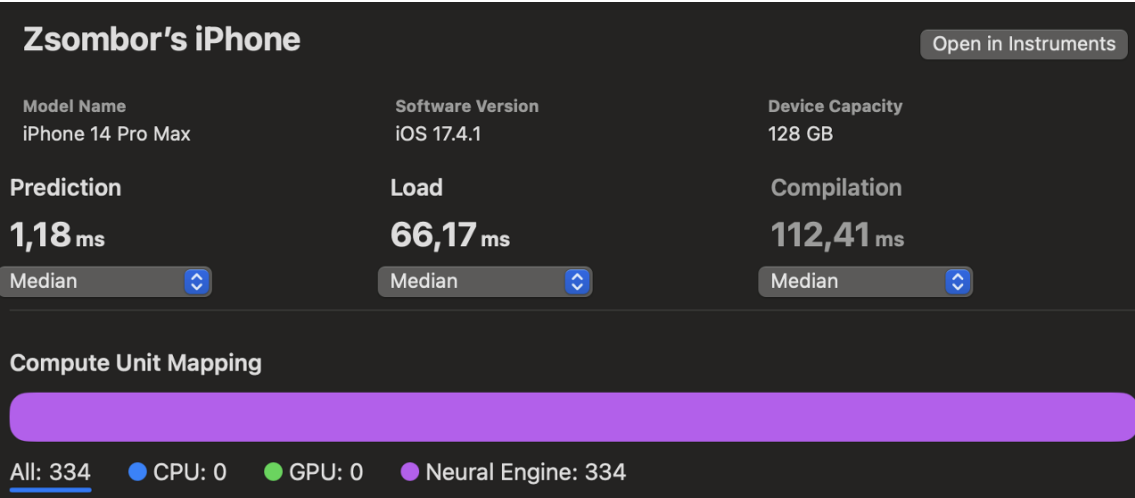 Zsombor's iPhone
Open in Instruments
Model Name
Software Version
Device Capacity
iPhone 14 Pro Max
iOS 17.4.1
128 GB
Prediction
Load
Compilation
1,18 ms
66,17 ms
112,41 ms
Median
Median
Median
Compute Unit Mapping
All: 334
CPU: 0
GPU: 0
Neural Engine: 334